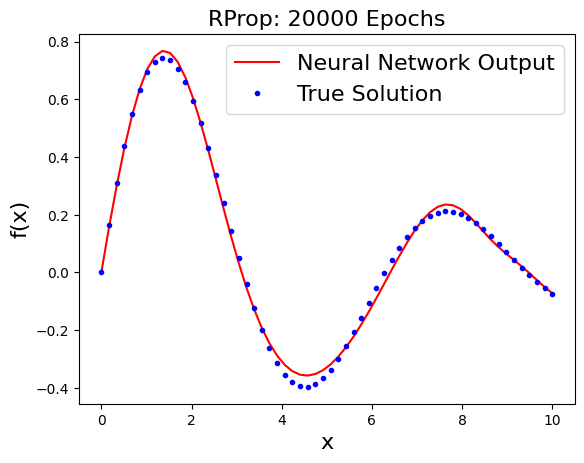 RProp: 20000 Epochs
Neural Network Output
True Solution
f(x)
0.8
0.6
0.4
0.2
0.0
−0.2
−0.4
0 2 4 6 8 10
x